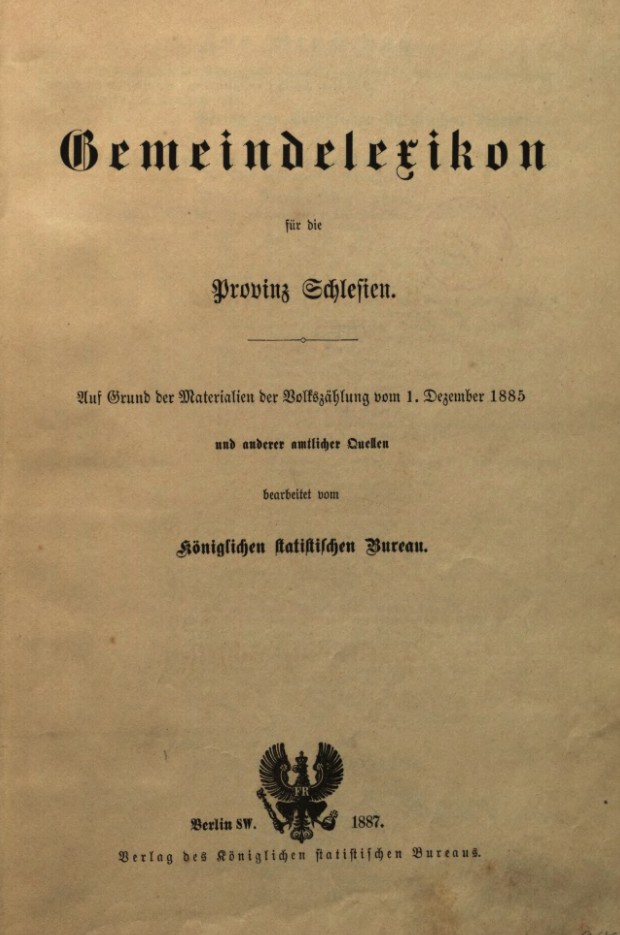 Gemeindelexikon
für die
Provinz Schlesien.
Auf Grund der Materialien der Volkszählung vom 1. Dezember 1885
und anderer amtlicher Quellen
bearbeitet vom
Königlichen statistischen Bureau.
FR
Berlin SW. 1887.
Verlag des Königlichen statistischen Bureaus.